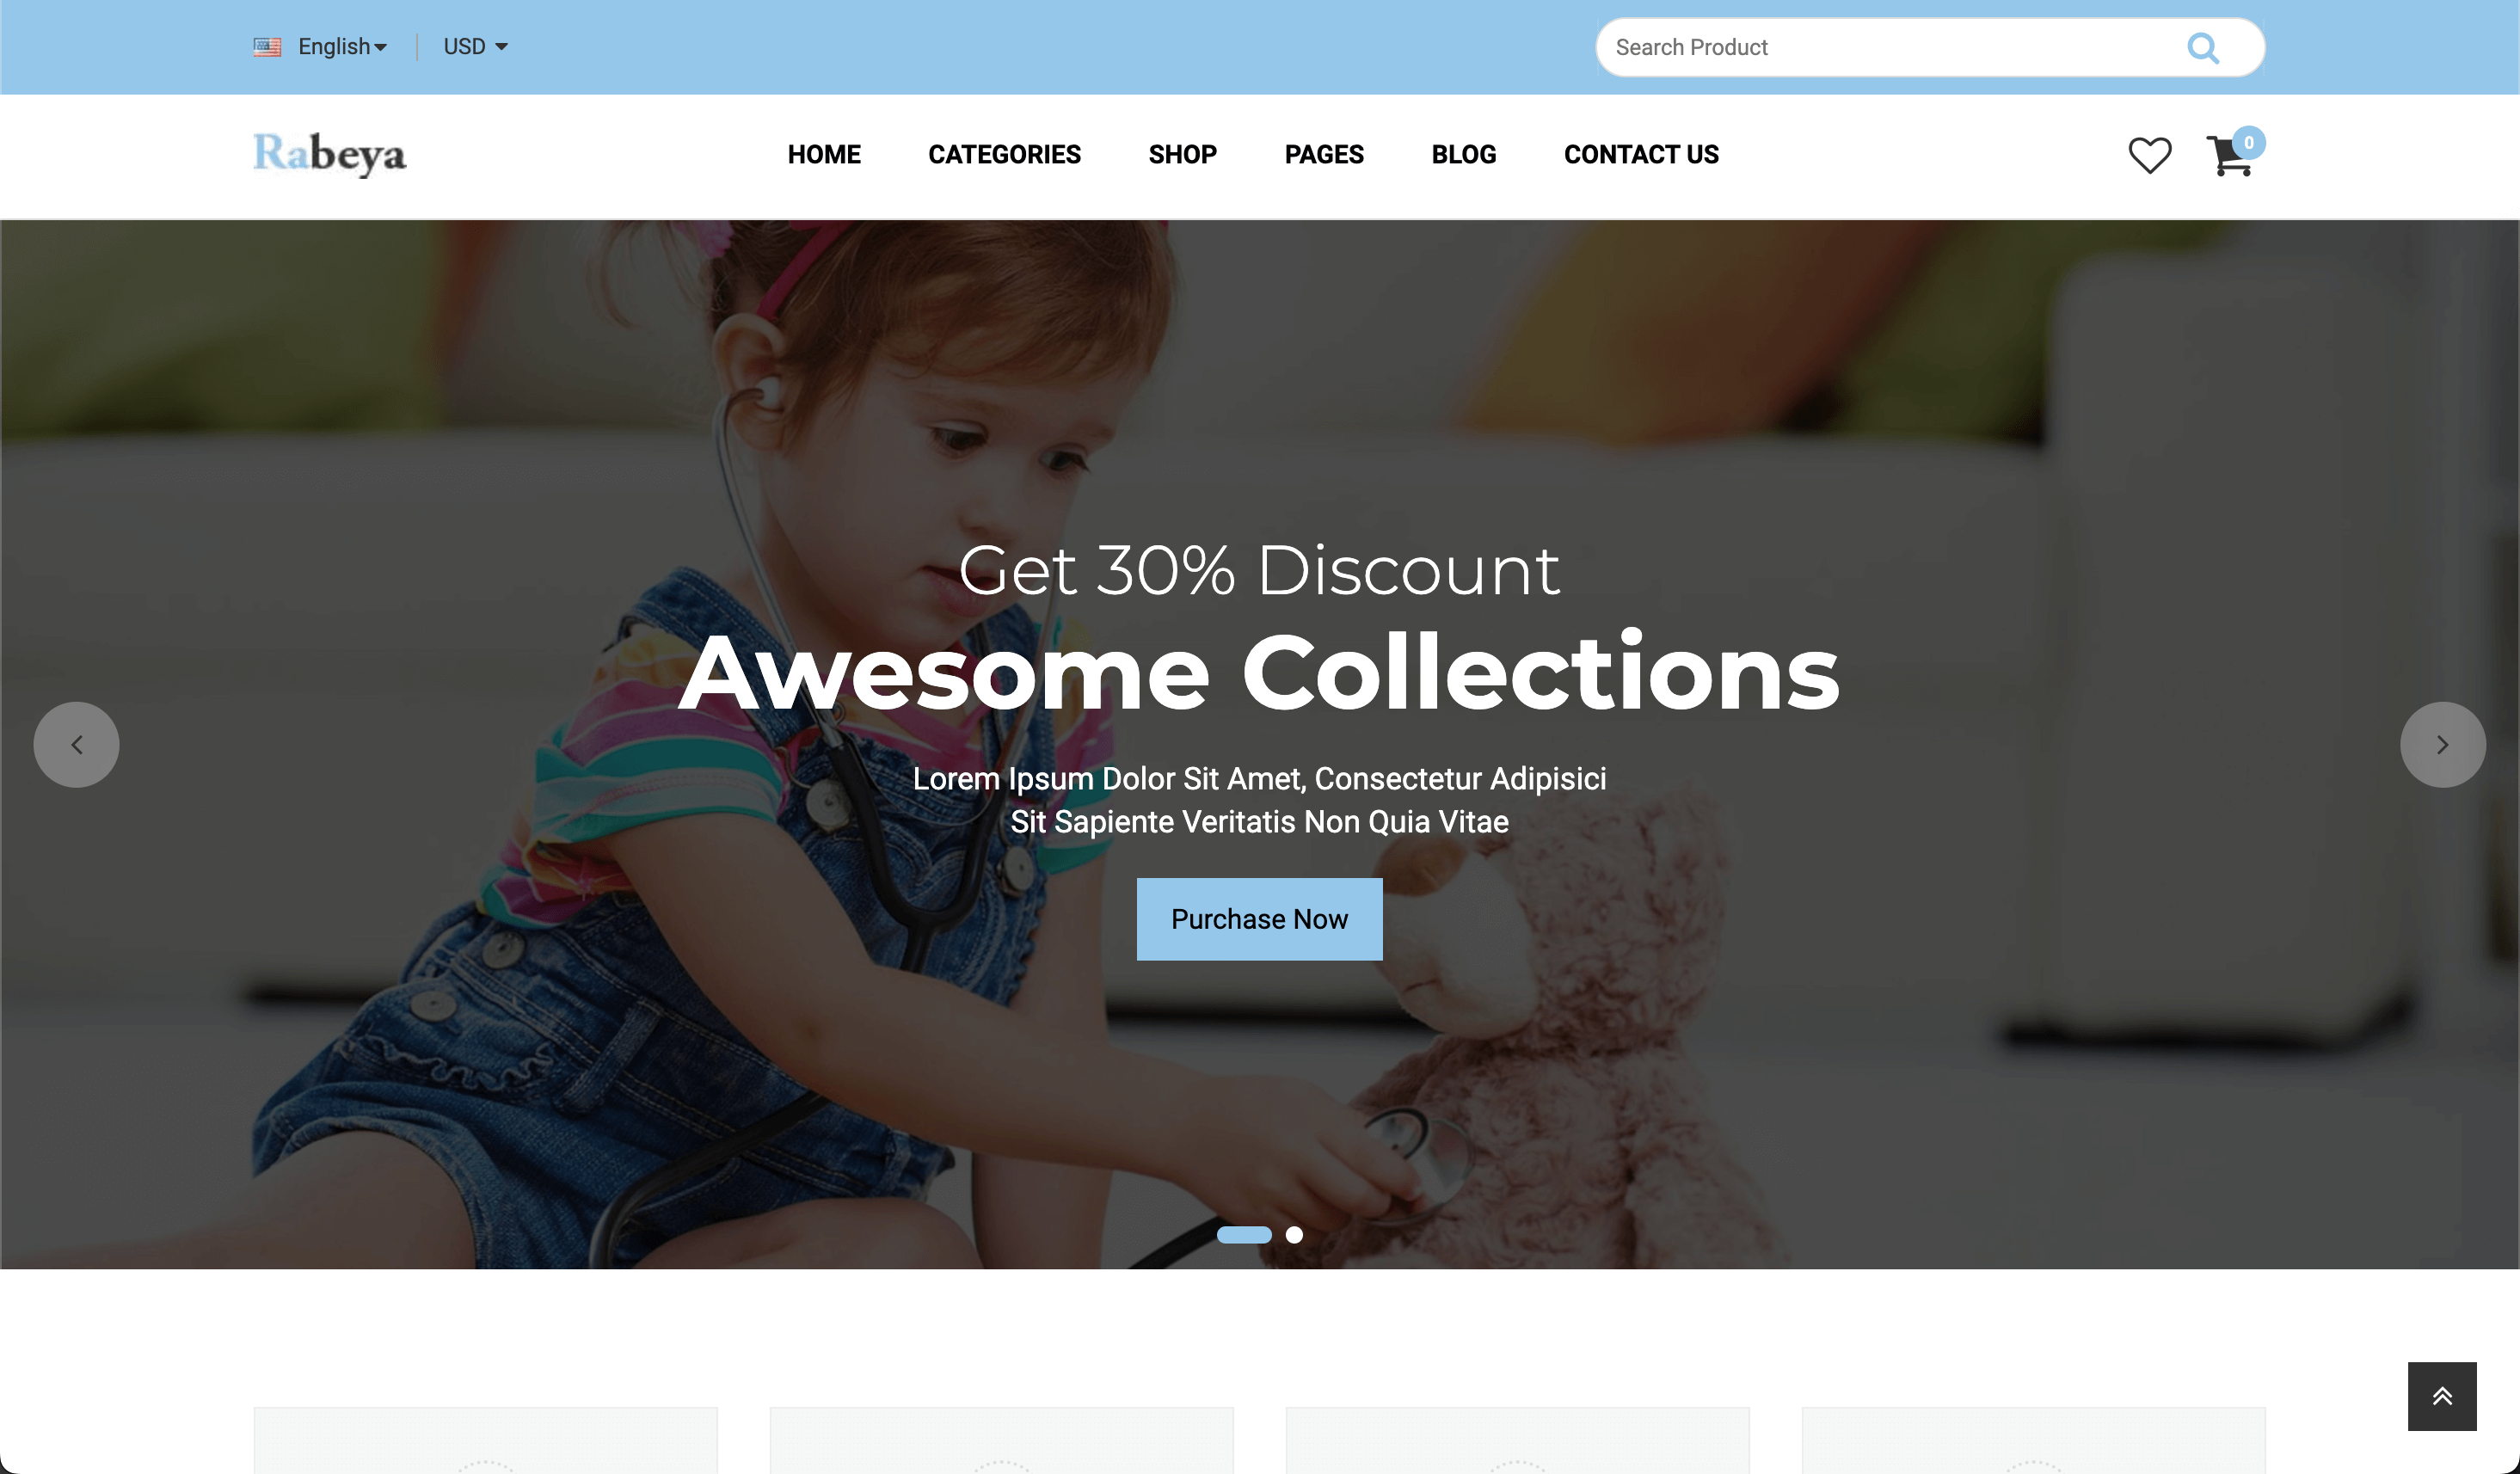 English
USD
Search Product
Rabeya
HOME
CATEGORIES
SHOP
PAGES
BLOG
CONTACT US
0
Get 30% Discount
Awesome Collections
Lorem Ipsum Dolor Sit Amet, Consectetur Adipisici
Sit Sapiente Veritatis Non Quia Vitae
Purchase Now